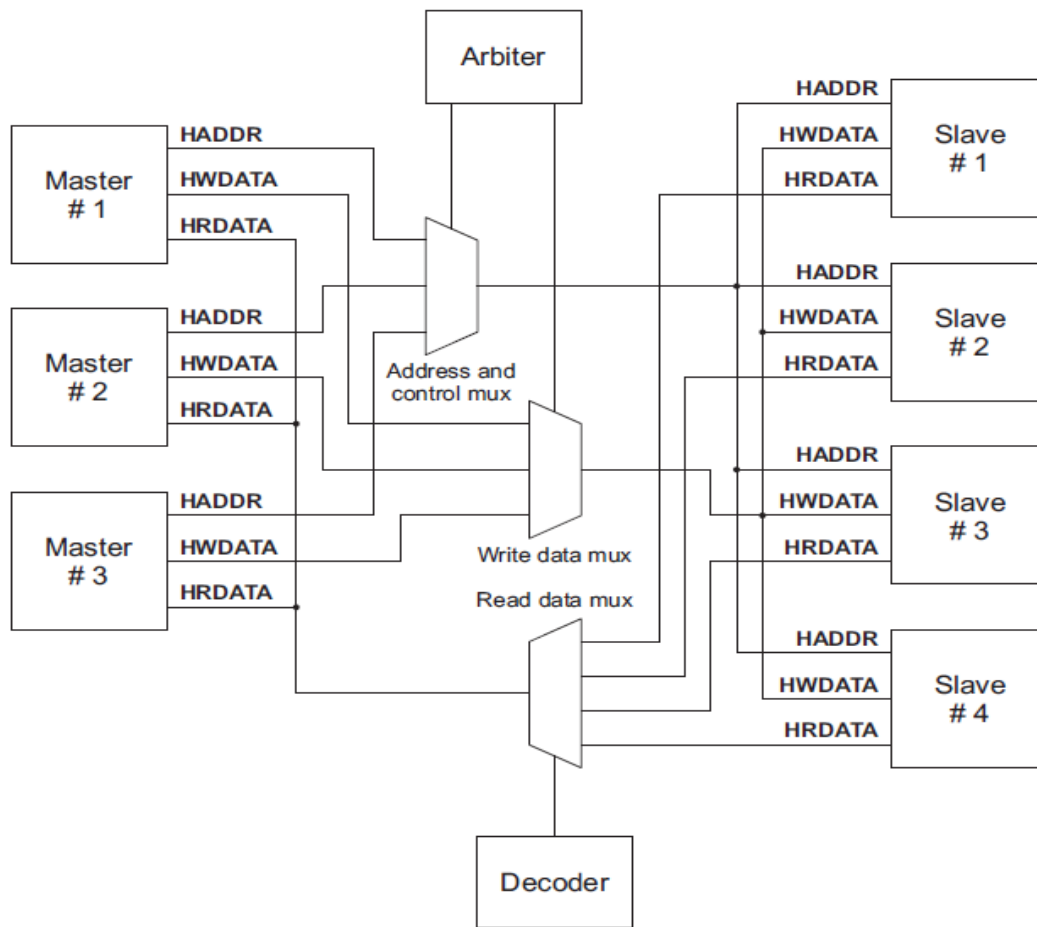 Arbiter
HADDR
HWDATA
HRDATA
Master
# 1
HADDR
HWDATA
HRDATA
Master
# 2
HADDR
HWDATA
HRDATA
Master
# 3
Address and
control mux
Write data mux
Read data mux
Decoder
HADDR
HWDATA
HRDATA
Slave
# 1
HADDR
HWDATA
HRDATA
Slave
# 2
HADDR
HWDATA
HRDATA
Slave
# 3
HADDR
HWDATA
HRDATA
Slave
# 4